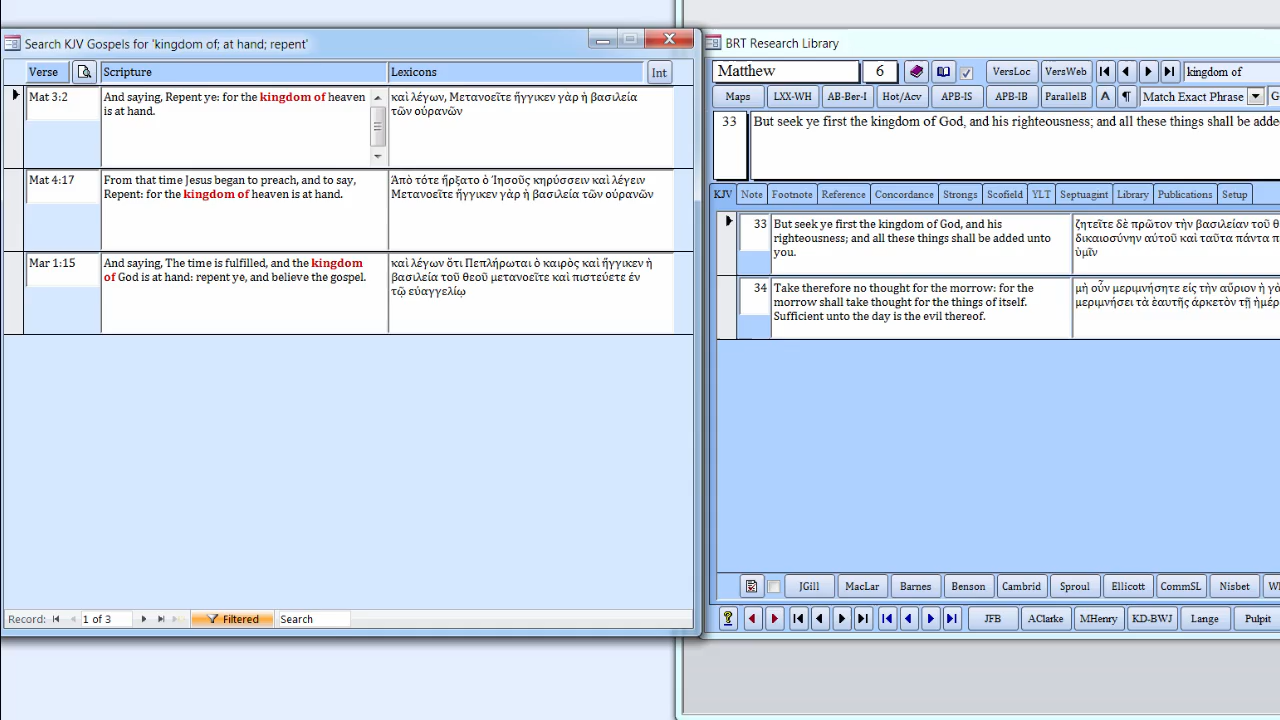 Search KJV Gospels for 'kingdom of; at hand; repent'
Verse Scripture Lexicons Int
Mat 3:2
And saying, Repent ye: for the kingdom of heaven
is at hand.
καὶ λέγων, Μετανοεῖτε ἤγγικεν γὰρ ἡ βασιλεία
τῶν οὐρανῶν
Mat 4:17
From that time Jesus began to preach, and to say,
Repent: for the kingdom of heaven is at hand.
Ἀπὸ τότε ἤρξατο ὁ Ἰησοῦς κηρύσσειν καὶ λέγειν
Μετανοεῖτε ἤγγικεν γὰρ ἡ βασιλεία τῶν οὐρανῶν
Mar 1:15
And saying, The time is fulfilled, and the kingdom
of God is at hand: repent ye, and believe the gospel.
καὶ λέγων ὅτι Πεπλήρωται ὁ καιρὸς καὶ ἤγγικεν ἡ
βασιλεία τοῦ θεοῦ μετανοεῖτε καὶ πιστεύετε ἐν
τῷ εὐαγγελίῳ
Record: 1 of 3 Filtered Search
BRT Research Library
Matthew 6 VersLoc VersWeb kingdom of
Maps LXX-WH AB-Ber-I Hot/Acv APB-IS APB-IB ParallelB A ¶ Match Exact Phrase G
33 But seek ye first the kingdom of God, and his righteousness; and all these things shall be adde
KJV Note Footnote Reference Concordance Strongs Scofield YLT Septuagint Library Publications Setup
33
But seek ye first the kingdom of God, and his
righteousness; and all these things shall be added unto
you.
ζητεῖτε δὲ πρῶτον τὴν βασιλείαν τοῦ θ
δικαιοσύνην αὐτοῦ καὶ ταῦτα πάντα π
ὑμῖν
34
Take therefore no thought for the morrow: for the
morrow shall take thought for the things of itself.
Sufficient unto the day is the evil thereof.
μὴ οὖν μεριμνήσητε εἰς τὴν αὔριον ἡ γὰ
μεριμνήσει τὰ ἑαυτῆς ἀρκετὸν τῇ ἡμέρ
JGill MacLar Barnes Benson Cambrid Sproul Ellicott CommSL Nisbet
JFB AClarke MHenry KD-BWJ Lange Pulpit